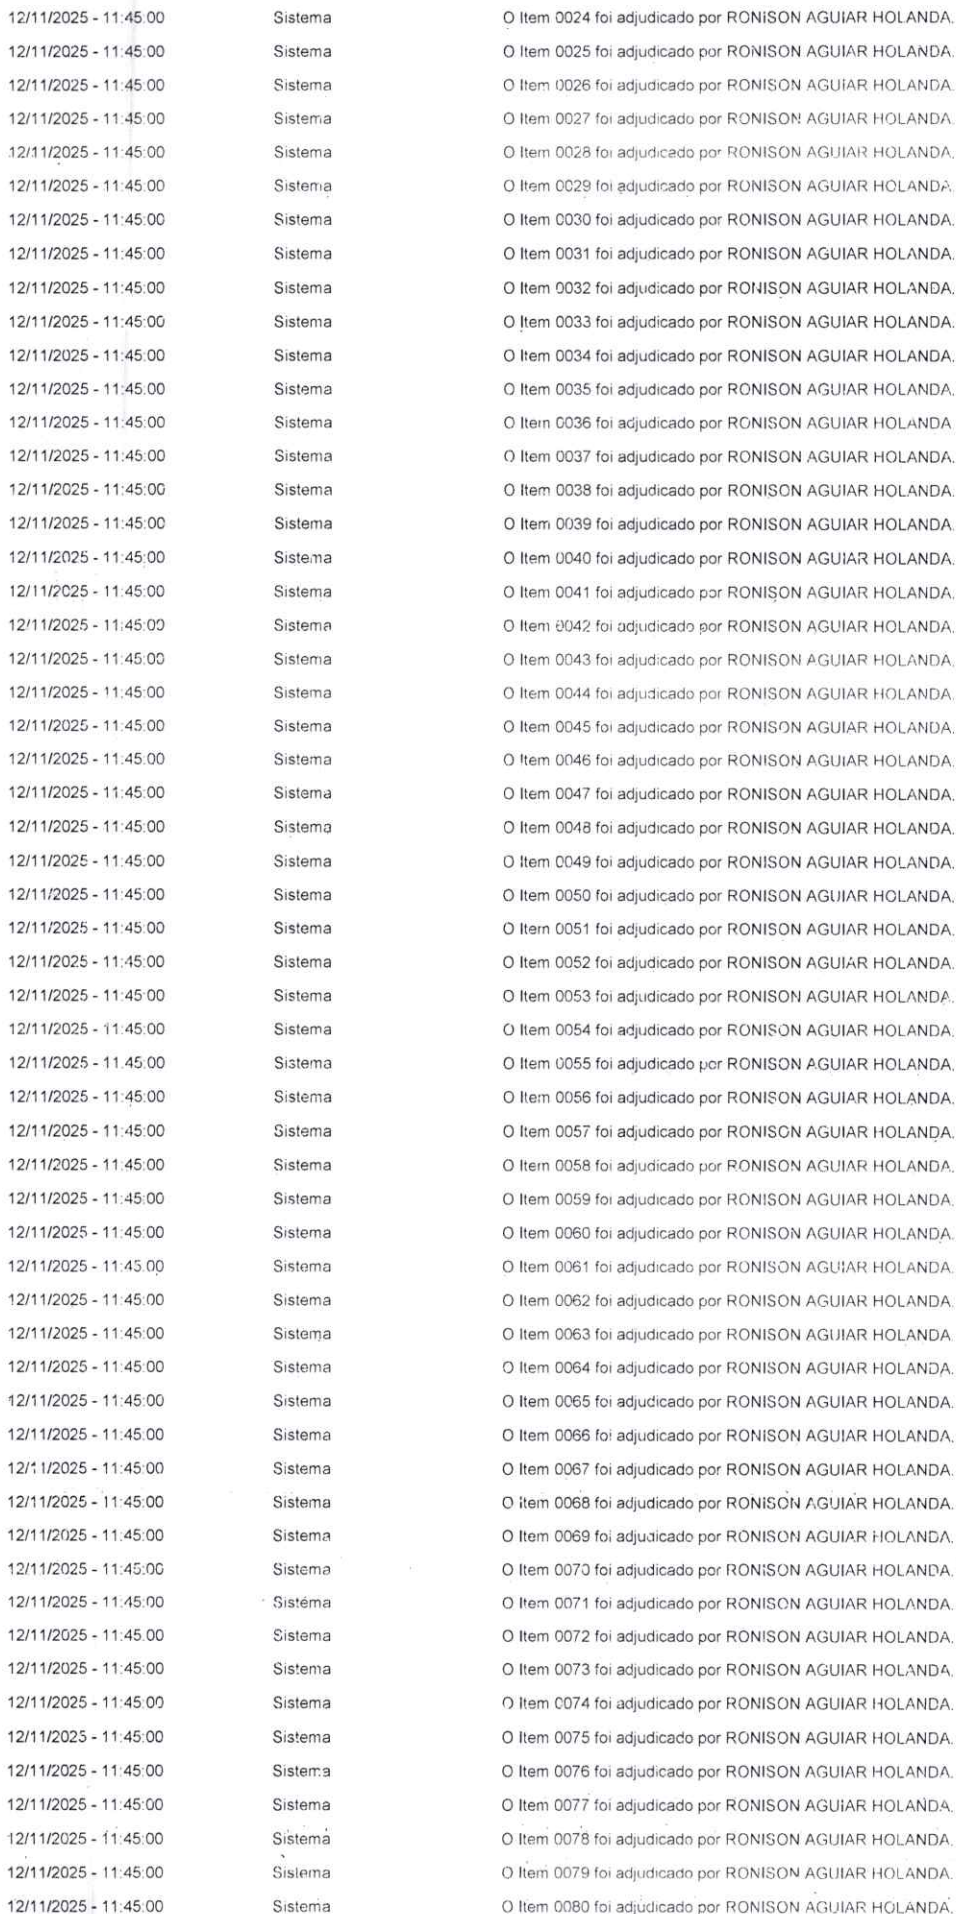 12/11/2025 - 11:45:00 Sistema O Item 0024 foi adjudicado por RONISON AGUIAR HOLANDA.
12/11/2025 - 11:45:00 Sistema O Item 0025 foi adjudicado por RONISON AGUIAR HOLANDA.
12/11/2025 - 11:45:00 Sistema O Item 0026 foi adjudicado por RONISON AGUIAR HOLANDA.
12/11/2025 - 11:45:00 Sistema O Item 0027 foi adjudicado por RONISON AGUIAR HOLANDA.
12/11/2025 - 11:45:00 Sistema O Item 0028 foi adjudicado por RONISON AGUIAR HOLANDA.
12/11/2025 - 11:45:00 Sistema O Item 0029 foi adjudicado por RONISON AGUIAR HOLANDA.
12/11/2025 - 11:45:00 Sistema O Item 0030 foi adjudicado por RONISON AGUIAR HOLANDA.
12/11/2025 - 11:45:00 Sistema O Item 0031 foi adjudicado por RONISON AGUIAR HOLANDA.
12/11/2025 - 11:45:00 Sistema O Item 0032 foi adjudicado por RONISON AGUIAR HOLANDA.
12/11/2025 - 11:45:00 Sistema O Item 0033 foi adjudicado por RONISON AGUIAR HOLANDA.
12/11/2025 - 11:45:00 Sistema O Item 0034 foi adjudicado por RONISON AGUIAR HOLANDA.
12/11/2025 - 11:45:00 Sistema O Item 0035 foi adjudicado por RONISON AGUIAR HOLANDA.
12/11/2025 - 11:45:00 Sistema O Item 0036 foi adjudicado por RONISON AGUIAR HOLANDA.
12/11/2025 - 11:45:00 Sistema O Item 0037 foi adjudicado por RONISON AGUIAR HOLANDA.
12/11/2025 - 11:45:00 Sistema O Item 0038 foi adjudicado por RONISON AGUIAR HOLANDA.
12/11/2025 - 11:45:00 Sistema O Item 0039 foi adjudicado por RONISON AGUIAR HOLANDA.
12/11/2025 - 11:45:00 Sistema O Item 0040 foi adjudicado por RONISON AGUIAR HOLANDA.
12/11/2025 - 11:45:00 Sistema O Item 0041 foi adjudicado por RONISON AGUIAR HOLANDA.
12/11/2025 - 11:45:00 Sistema O Item 0042 foi adjudicado por RONISON AGUIAR HOLANDA.
12/11/2025 - 11:45:00 Sistema O Item 0043 foi adjudicado por RONISON AGUIAR HOLANDA.
12/11/2025 - 11:45:00 Sistema O Item 0044 foi adjudicado por RONISON AGUIAR HOLANDA.
12/11/2025 - 11:45:00 Sistema O Item 0045 foi adjudicado por RONISON AGUIAR HOLANDA.
12/11/2025 - 11:45:00 Sistema O Item 0046 foi adjudicado por RONISON AGUIAR HOLANDA.
12/11/2025 - 11:45:00 Sistema O Item 0047 foi adjudicado por RONISON AGUIAR HOLANDA.
12/11/2025 - 11:45:00 Sistema O Item 0048 foi adjudicado por RONISON AGUIAR HOLANDA.
12/11/2025 - 11:45:00 Sistema O Item 0049 foi adjudicado por RONISON AGUIAR HOLANDA.
12/11/2025 - 11:45:00 Sistema O Item 0050 foi adjudicado por RONISON AGUIAR HOLANDA.
12/11/2025 - 11:45:00 Sistema O Item 0051 foi adjudicado por RONISON AGUIAR HOLANDA.
12/11/2025 - 11:45:00 Sistema O Item 0052 foi adjudicado por RONISON AGUIAR HOLANDA.
12/11/2025 - 11:45:00 Sistema O Item 0053 foi adjudicado por RONISON AGUIAR HOLANDA.
12/11/2025 - 11:45:00 Sistema O Item 0054 foi adjudicado por RONISON AGUIAR HOLANDA.
12/11/2025 - 11:45:00 Sistema O Item 0055 foi adjudicado por RONISON AGUIAR HOLANDA.
12/11/2025 - 11:45:00 Sistema O Item 0056 foi adjudicado por RONISON AGUIAR HOLANDA.
12/11/2025 - 11:45:00 Sistema O Item 0057 foi adjudicado por RONISON AGUIAR HOLANDA.
12/11/2025 - 11:45:00 Sistema O Item 0058 foi adjudicado por RONISON AGUIAR HOLANDA.
12/11/2025 - 11:45:00 Sistema O Item 0059 foi adjudicado por RONISON AGUIAR HOLANDA.
12/11/2025 - 11:45:00 Sistema O Item 0060 foi adjudicado por RONISON AGUIAR HOLANDA.
12/11/2025 - 11:45:00 Sistema O Item 0061 foi adjudicado por RONISON AGUIAR HOLANDA.
12/11/2025 - 11:45:00 Sistema O Item 0062 foi adjudicado por RONISON AGUIAR HOLANDA.
12/11/2025 - 11:45:00 Sistema O Item 0063 foi adjudicado por RONISON AGUIAR HOLANDA.
12/11/2025 - 11:45:00 Sistema O Item 0064 foi adjudicado por RONISON AGUIAR HOLANDA.
12/11/2025 - 11:45:00 Sistema O Item 0065 foi adjudicado por RONISON AGUIAR HOLANDA.
12/11/2025 - 11:45:00 Sistema O Item 0066 foi adjudicado por RONISON AGUIAR HOLANDA.
12/11/2025 - 11:45:00 Sistema O Item 0067 foi adjudicado por RONISON AGUIAR HOLANDA.
12/11/2025 - 11:45:00 Sistema O Item 0068 foi adjudicado por RONISON AGUIAR HOLANDA.
12/11/2025 - 11:45:00 Sistema O Item 0069 foi adjudicado por RONISON AGUIAR HOLANDA.
12/11/2025 - 11:45:00 Sistema O Item 0070 foi adjudicado por RONISON AGUIAR HOLANDA.
12/11/2025 - 11:45:00 Sistema O Item 0071 foi adjudicado por RONISON AGUIAR HOLANDA.
12/11/2025 - 11:45:00 Sistema O Item 0072 foi adjudicado por RONISON AGUIAR HOLANDA.
12/11/2025 - 11:45:00 Sistema O Item 0073 foi adjudicado por RONISON AGUIAR HOLANDA.
12/11/2025 - 11:45:00 Sistema O Item 0074 foi adjudicado por RONISON AGUIAR HOLANDA.
12/11/2025 - 11:45:00 Sistema O Item 0075 foi adjudicado por RONISON AGUIAR HOLANDA.
12/11/2025 - 11:45:00 Sistema O Item 0076 foi adjudicado por RONISON AGUIAR HOLANDA.
12/11/2025 - 11:45:00 Sistema O Item 0077 foi adjudicado por RONISON AGUIAR HOLANDA.
12/11/2025 - 11:45:00 Sistema O Item 0078 foi adjudicado por RONISON AGUIAR HOLANDA.
12/11/2025 - 11:45:00 Sistema O Item 0079 foi adjudicado por RONISON AGUIAR HOLANDA.
12/11/2025 - 11:45:00 Sistema O Item 0080 foi adjudicado por RONISON AGUIAR HOLANDA.